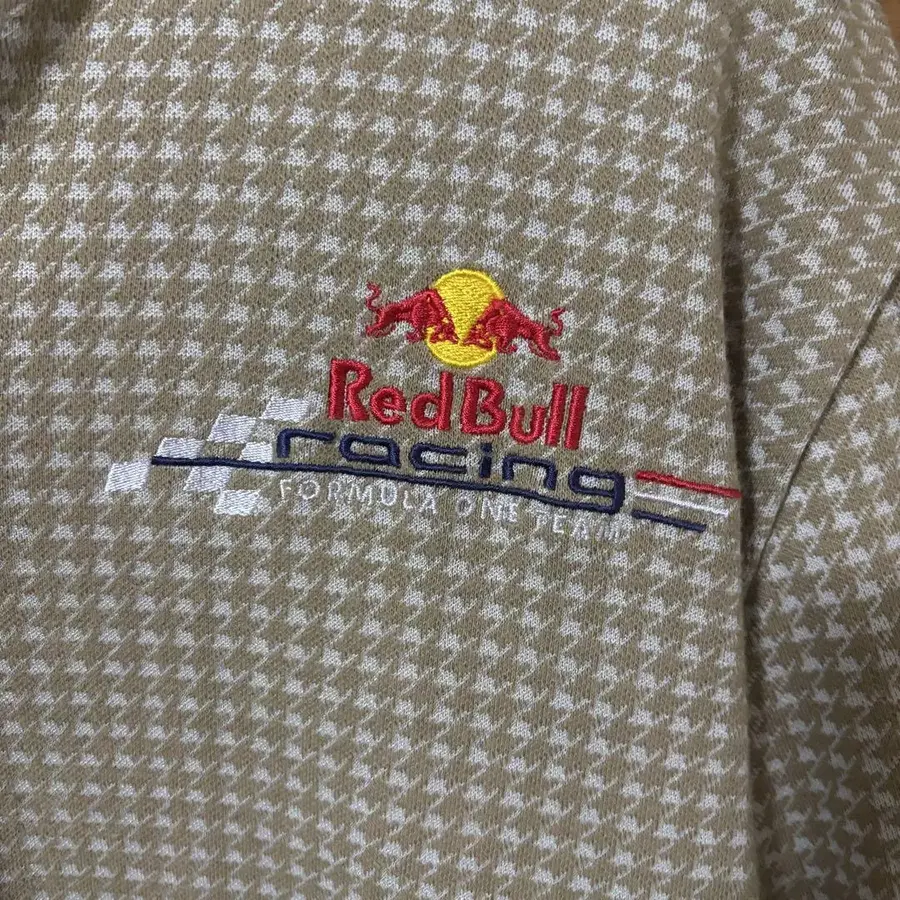 Red Bull
racing
FORMULA ONE TEAM